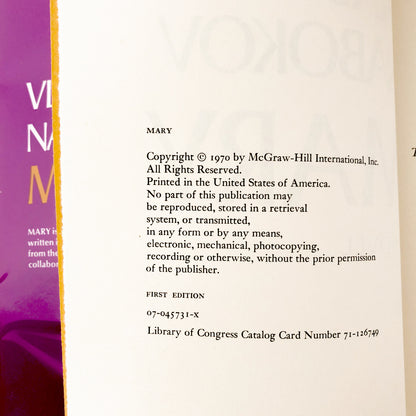 VL
NA
M
MARY is
written i
from the
collabor
ABOKOV
MARY
Copyright © 1970 by McGraw-Hill International, Inc.
All Rights Reserved.
Printed in the United States of America.
No part of this publication may
be reproduced, stored in a retrieval
system, or transmitted,
in any form or by any means,
electronic, mechanical, photocopying,
recording or otherwise, without the prior permission
of the publisher.
FIRST EDITION
07-045731-x
Library of Congress Catalog Card Number 71-126749
T